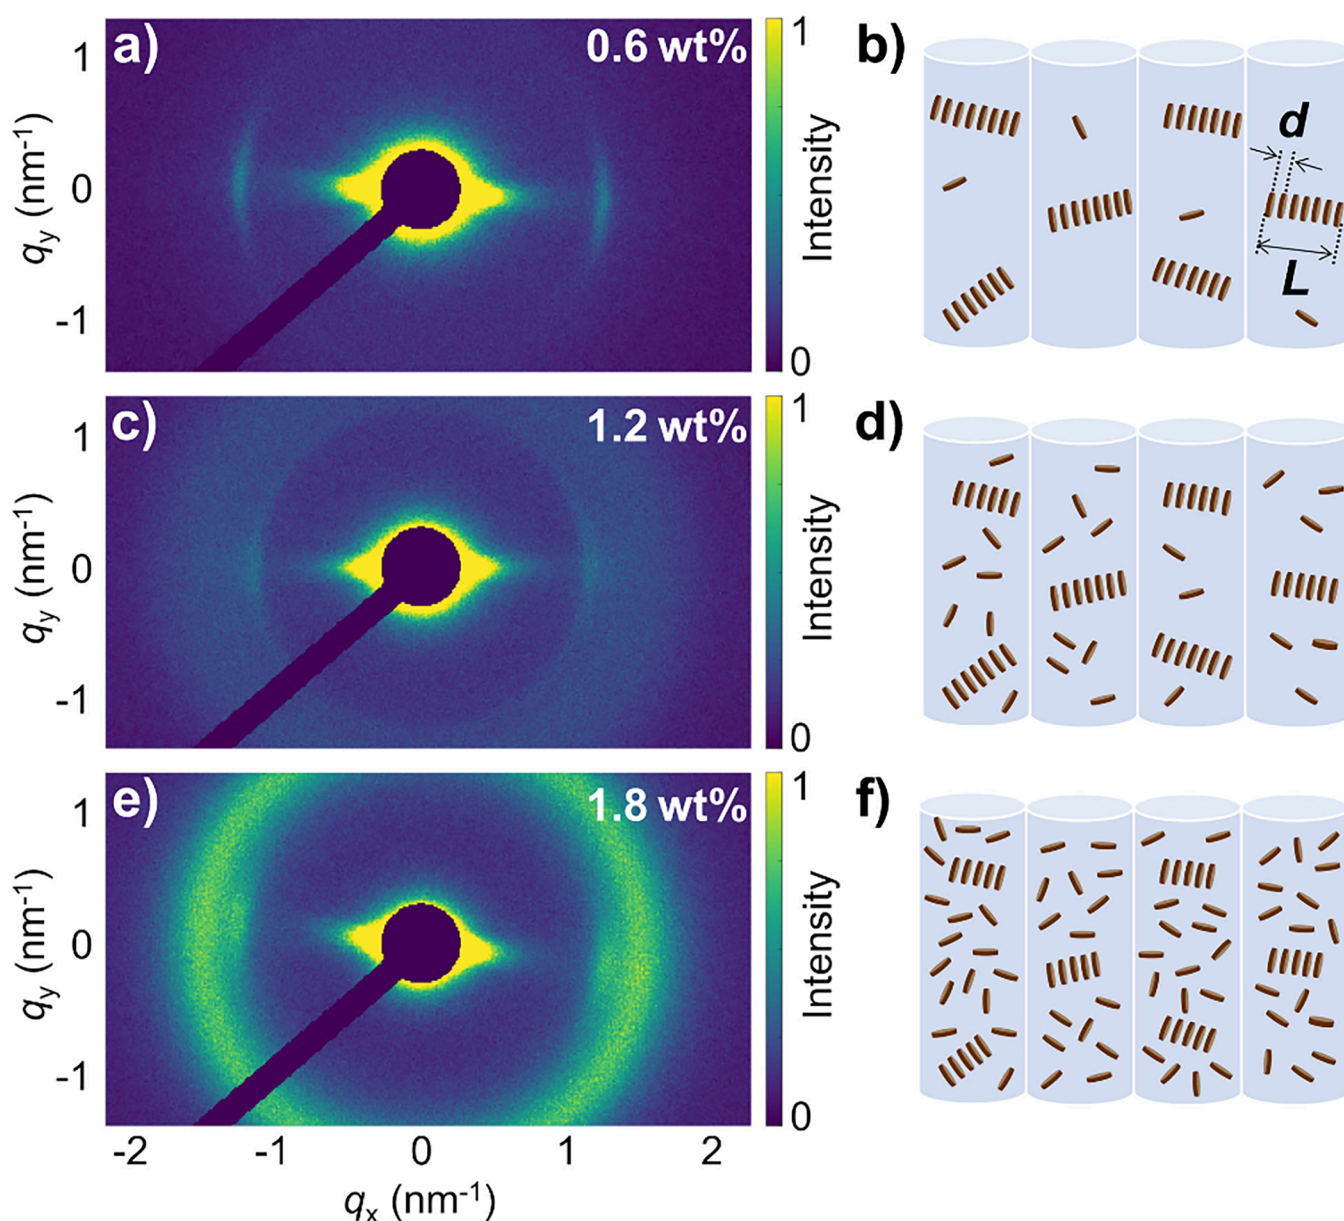 a)
0.6 wt%
1
0
-1
qy (nm-1)
1
0
Intensity
b)
d
L
c)
1.2 wt%
1
0
-1
qy (nm-1)
1
0
Intensity
d)
e)
1.8 wt%
1
0
-1
qy (nm-1)
1
0
Intensity
f)
-2 -1 0 1 2
qx (nm-1)